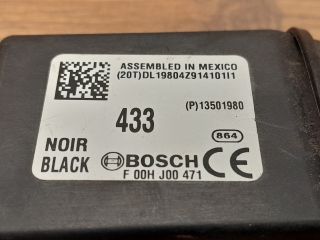 ASSEMBLED IN MEXICO
(20T)DL19804Z914101I1
(P)13501980
433
864
NOIR
BLACK
BOSCH CE
F 00H J00 471